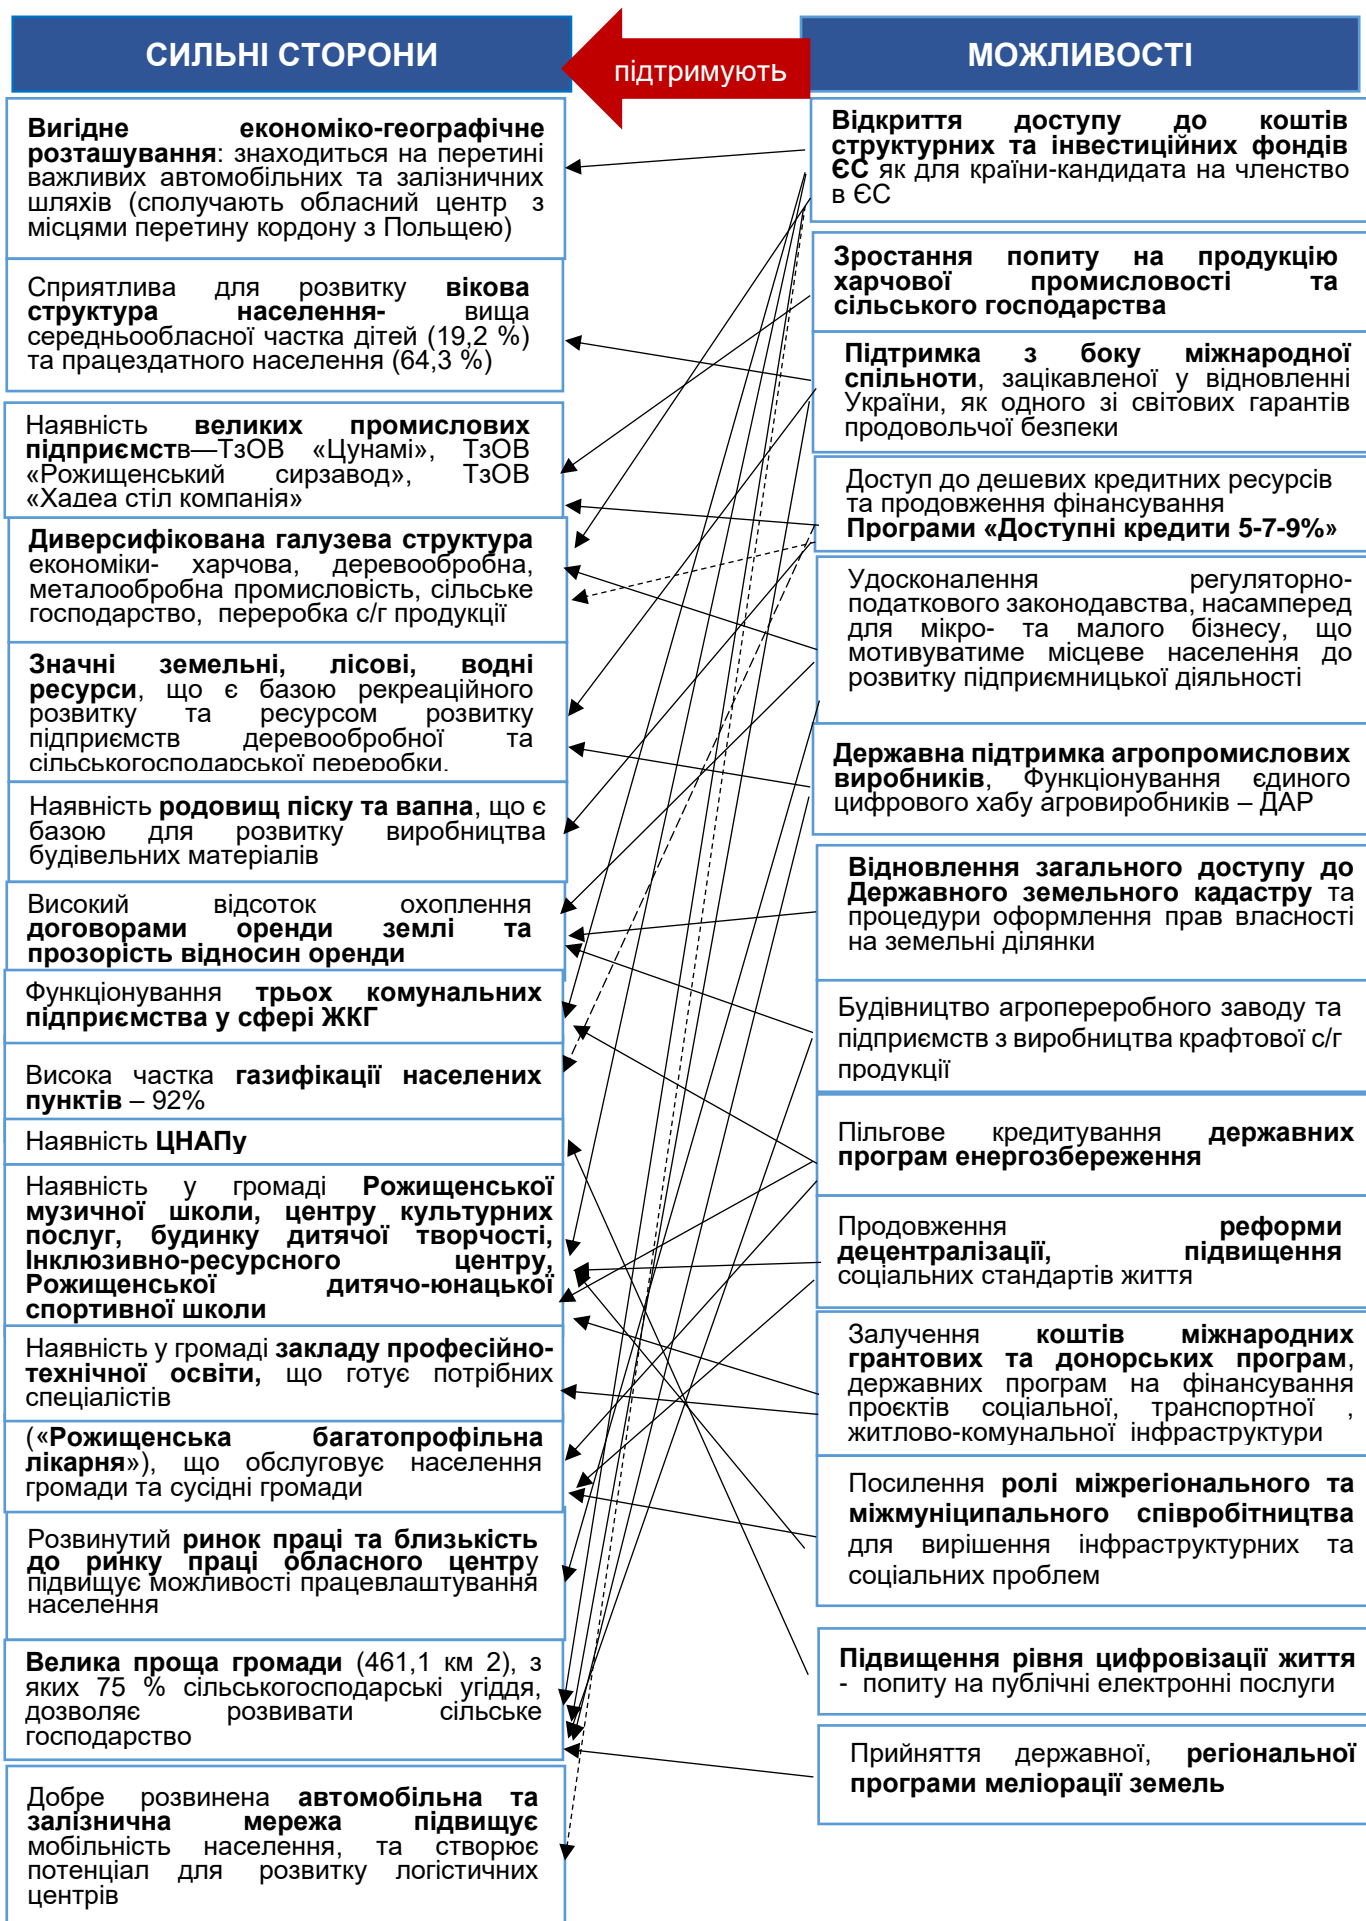 СИЛЬНІ СТОРОНИ
підтримують
МОЖЛИВОСТІ
Вигідне економіко-географічне
розташування: знаходиться на перетині
важливих автомобільних та залізничних
шляхів (сполучають обласний центр з
місцями перетину кордону з Польщею)
Сприятлива для розвитку вікова
структура населення- вища
середньообласної частка дітей (19,2 %)
та працездатного населення (64,3 %)
Наявність великих промислових
підприємств—ТзОВ «Цунамі», ТзОВ
«Рожищенський сирзавод», ТзОВ
«Хадеа стіл компанія»
Диверсифікована галузева структура
економіки- харчова, деревообробна,
металообробна промисловість, сільське
господарство, переробка с/г продукції
Значні земельні, лісові, водні
ресурси, що є базою рекреаційного
розвитку та ресурсом розвитку
підприємств деревообробної та
сільськогосподарської переробки.
Наявність родовищ піску та вапна, що є
базою для розвитку виробництва
будівельних матеріалів
Високий відсоток охоплення
договорами оренди землі та
прозорість відносин оренди
Функціонування трьох комунальних
підприємства у сфері ЖКГ
Висока частка газифікації населених
пунктів – 92%
Наявність ЦНАПу
Наявність у громаді Рожищенської
музичної школи, центру культурних
послуг, будинку дитячої творчості,
Інклюзивно-ресурсного центру,
Рожищенської дитячо-юнацької
спортивної школи
Наявність у громаді закладу професійно-
технічної освіти, що готує потрібних
спеціалістів
(«Рожищенська багатопрофільна
лікарня»), що обслуговує населення
громади та сусідні громади
Розвинутий ринок праці та близькість
до ринку праці обласного центру
підвищує можливості працевлаштування
населення
Велика проща громади (461,1 км 2), з
яких 75 % сільськогосподарські угіддя,
дозволяє розвивати сільське
господарство
Добре розвинена автомобільна та
залізнична мережа підвищує
мобільність населення, та створює
потенціал для розвитку логістичних
центрів
Відкриття доступу до коштів
структурних та інвестиційних фондів
ЄС як для країни-кандидата на членство
в ЄС
Зростання попиту на продукцію
харчової промисловості та
сільського господарства
Підтримка з боку міжнародної
спільноти, зацікавленої у відновленні
України, як одного зі світових гарантів
продовольчої безпеки
Доступ до дешевих кредитних ресурсів
та продовження фінансування
Програми «Доступні кредити 5-7-9%»
Удосконалення регуляторно-
податкового законодавства, насамперед
для мікро- та малого бізнесу, що
мотивуватиме місцеве населення до
розвитку підприємницької діяльності
Державна підтримка агропромислових
виробників, Функціонування єдиного
цифрового хабу агровиробників – ДАР
Відновлення загального доступу до
Державного земельного кадастру та
процедури оформлення прав власності
на земельні ділянки
Будівництво агропереробного заводу та
підприємств з виробництва крафтової с/г
продукції
Пільгове кредитування державних
програм енергозбереження
Продовження реформи
децентралізації, підвищення
соціальних стандартів життя
Залучення коштів міжнародних
грантових та донорських програм,
державних програм на фінансування
проєктів соціальної, транспортної ,
житлово-комунальної інфраструктури
Посилення ролі міжрегіонального та
міжмуніципального співробітництва
для вирішення інфраструктурних та
соціальних проблем
Підвищення рівня цифровізації життя
- попиту на публічні електронні послуги
Прийняття державної, регіональної
програми меліорації земель